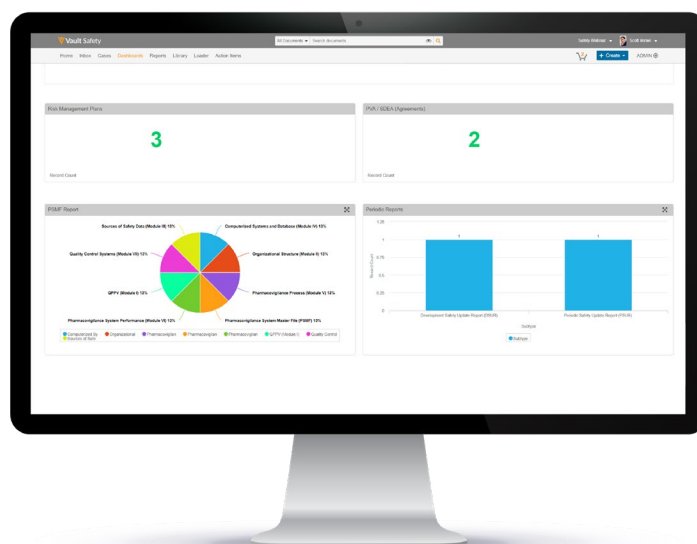 Vault Safety
All Documents
Search documents
Safety Webinar
Home Inbox Cases Dashboards Reports Library Loader Action Items
+ Create
ADMIN
Risk Management Plans
3
Record Count
PVA / SDEA (Agreements)
2
Record Count
PSMF Report
Sources of Safety Data (Module III) 13%
Computerized Systems and Database (Module IV) 13%
Quality Control Systems (Module VII) 13%
Organizational Structure (Module II) 13%
QPPV (Module I) 13%
Pharmacovigilance Process (Module V) 13%
Pharmacovigilance System Performance (Module VI) 13%
Pharmacovigilance System Master File (PSMF) 13%
Computerized Sy Organizational Pharmacovigilan Pharmacovigilan Pharmacovigilan QPPV (Module I) Quality Control
Sources of Safet
Periodic Reports
1.25
1
0.75
0.5
0.25
0
Record Count
1
1
Development Safety Update Report (DSUR)
Periodic Safety Update Report (PSUR)
Subtype
Subtype